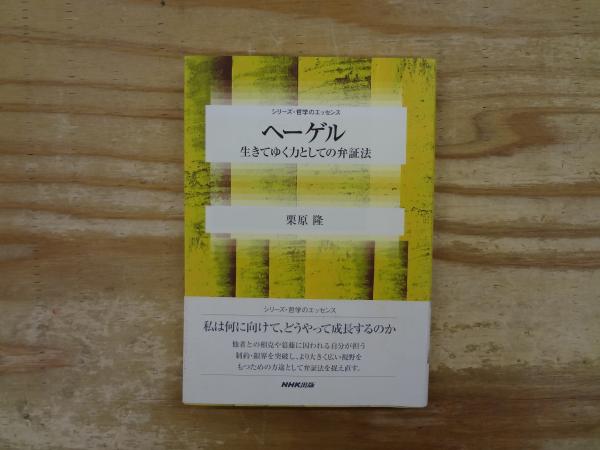 シリーズ・哲学のエッセンス
ヘーゲル
生きてゆく力としての弁証法
栗原 隆
シリーズ・哲学のエッセンス
私は何に向けて、どうやって成長するのか
他者との相克や葛藤に囚われる自分が担う
制約・限界を突破し、より大きく広い視野を
もつための方途として弁証法を捉え直す。
NHK出版